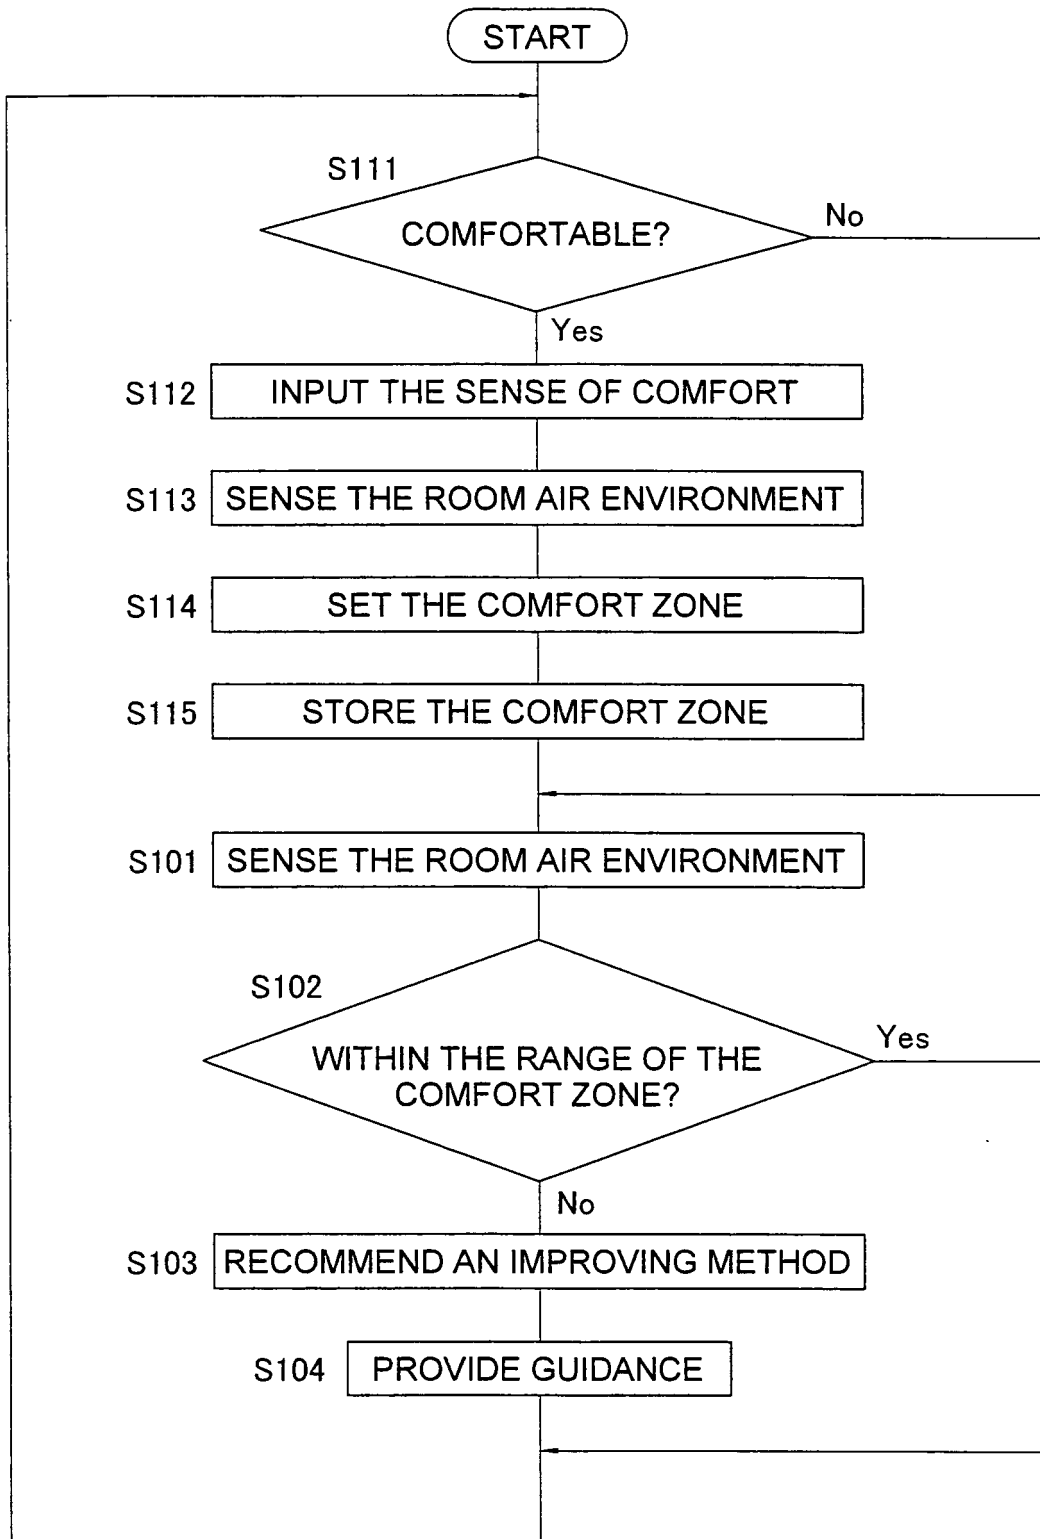 START
S111
COMFORTABLE?
No
Yes
S112
INPUT THE SENSE OF COMFORT
S113
SENSE THE ROOM AIR ENVIRONMENT
S114
SET THE COMFORT ZONE
S115
STORE THE COMFORT ZONE
S101
SENSE THE ROOM AIR ENVIRONMENT
S102
WITHIN THE RANGE OF THE
COMFORT ZONE?
Yes
No
S103
RECOMMEND AN IMPROVING METHOD
S104
PROVIDE GUIDANCE